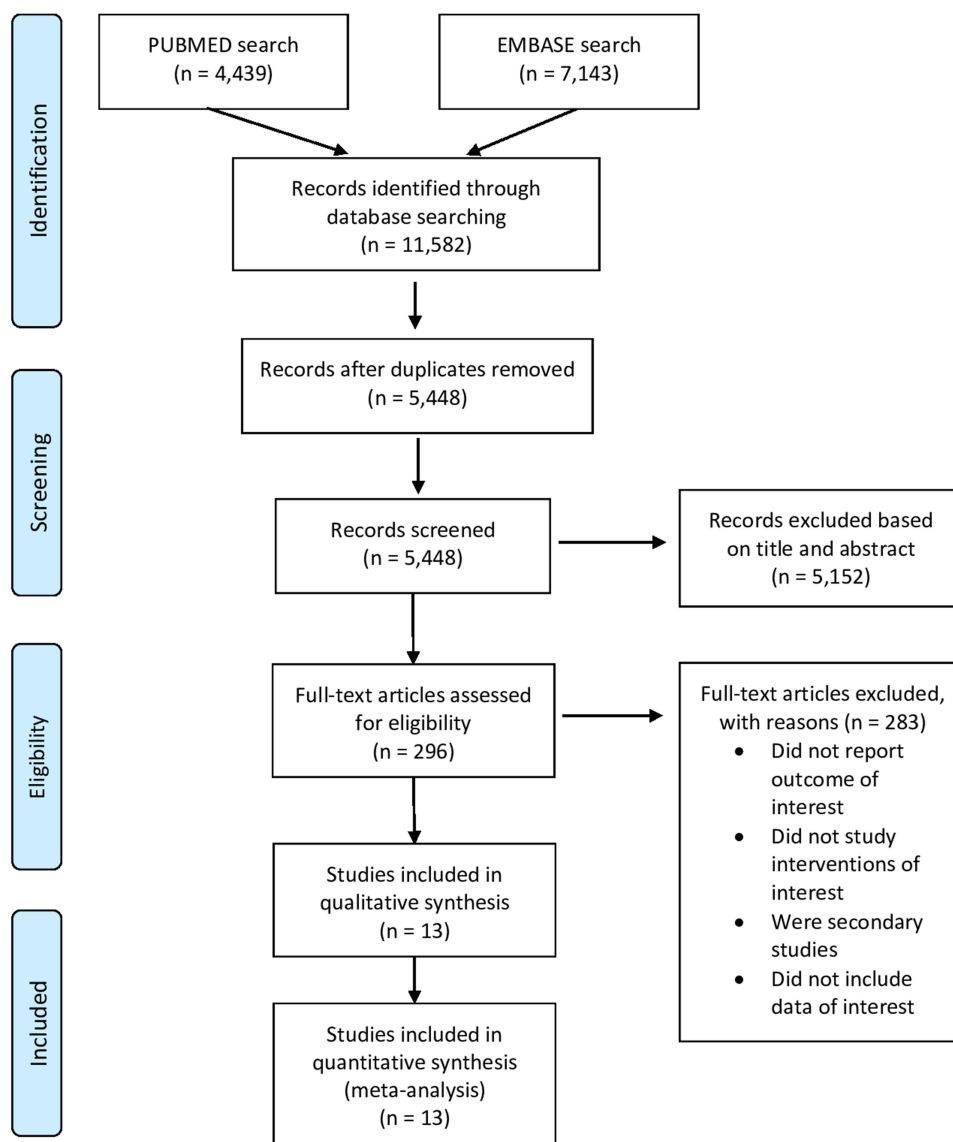 Identification
PUBMED search
(n = 4,439)
EMBASE search
(n = 7,143)
Records identified through
database searching
(n = 11,582)
Screening
Records after duplicates removed
(n = 5,448)
Records screened
(n = 5,448)
Records excluded based
on title and abstract
(n = 5,152)
Eligibility
Full-text articles assessed
for eligibility
(n = 296)
Full-text articles excluded,
with reasons (n = 283)
• Did not report
outcome of
interest
• Did not study
interventions of
interest
• Were secondary
studies
• Did not include
data of interest
Studies included in
qualitative synthesis
(n = 13)
Included
Studies included in
quantitative synthesis
(meta-analysis)
(n = 13)